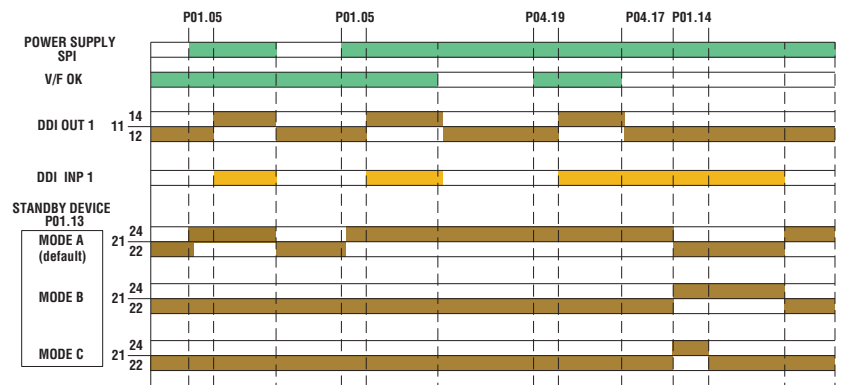 P01.05 P01.05 P04.19 P04.17 P01.14
POWER SUPPLY
SPI
V/F OK
DDI OUT 1 11 14
12
DDI INP 1
STANDBY DEVICE
P01.13
MODE A
(default)
21 24
22
MODE B 21 24
22
MODE C 21 24
22